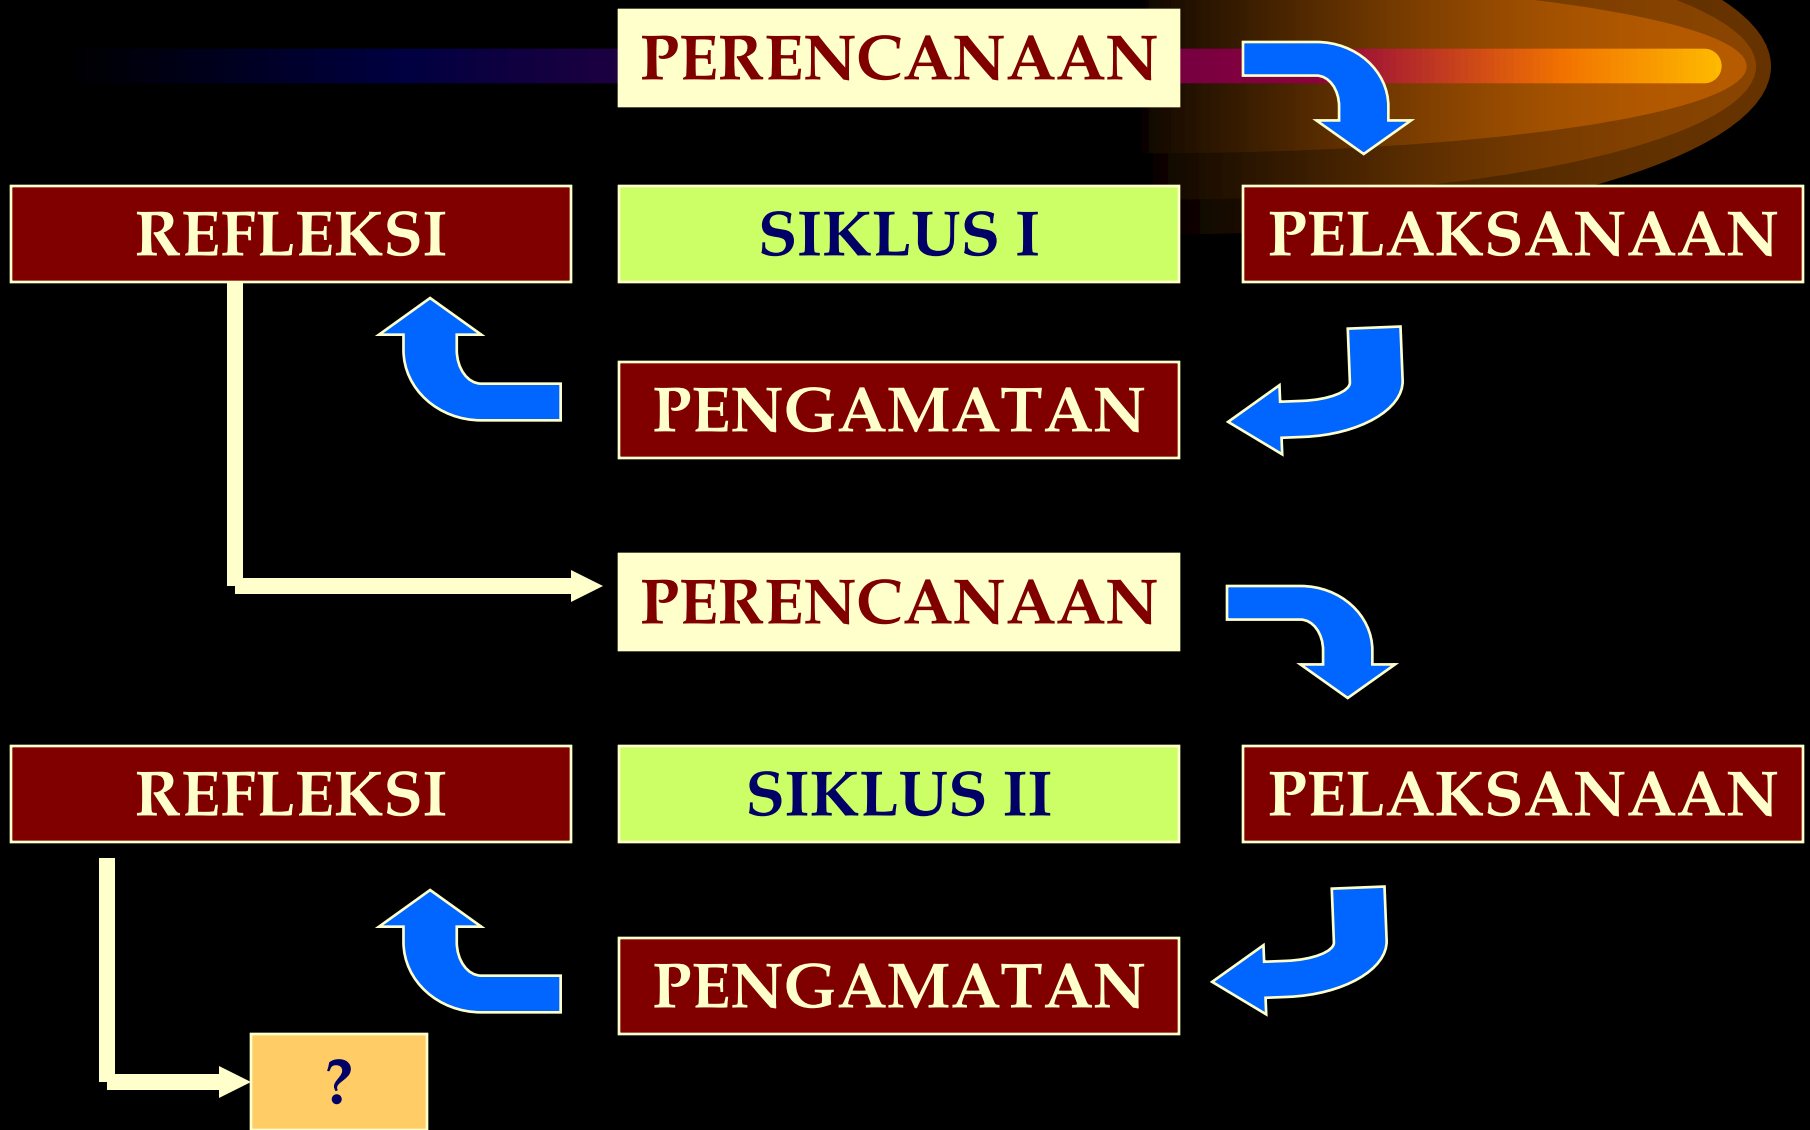 PERENCANAAN
REFLEKSI
SIKLUS I
PELAKSANAAN
PENGAMATAN
PERENCANAAN
REFLEKSI
SIKLUS II
PELAKSANAAN
PENGAMATAN
?